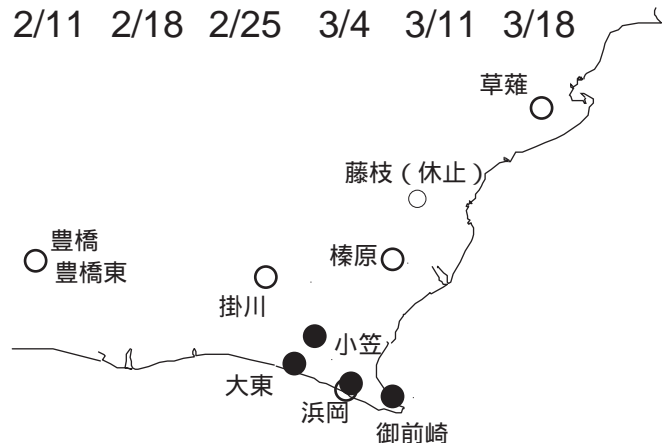 2/11 2/18 2/25 3/4 3/11 3/18
草薙
藤枝（休止）
豊橋
豊橋東
榛原
掛川
小笠
大東
浜岡
御前崎